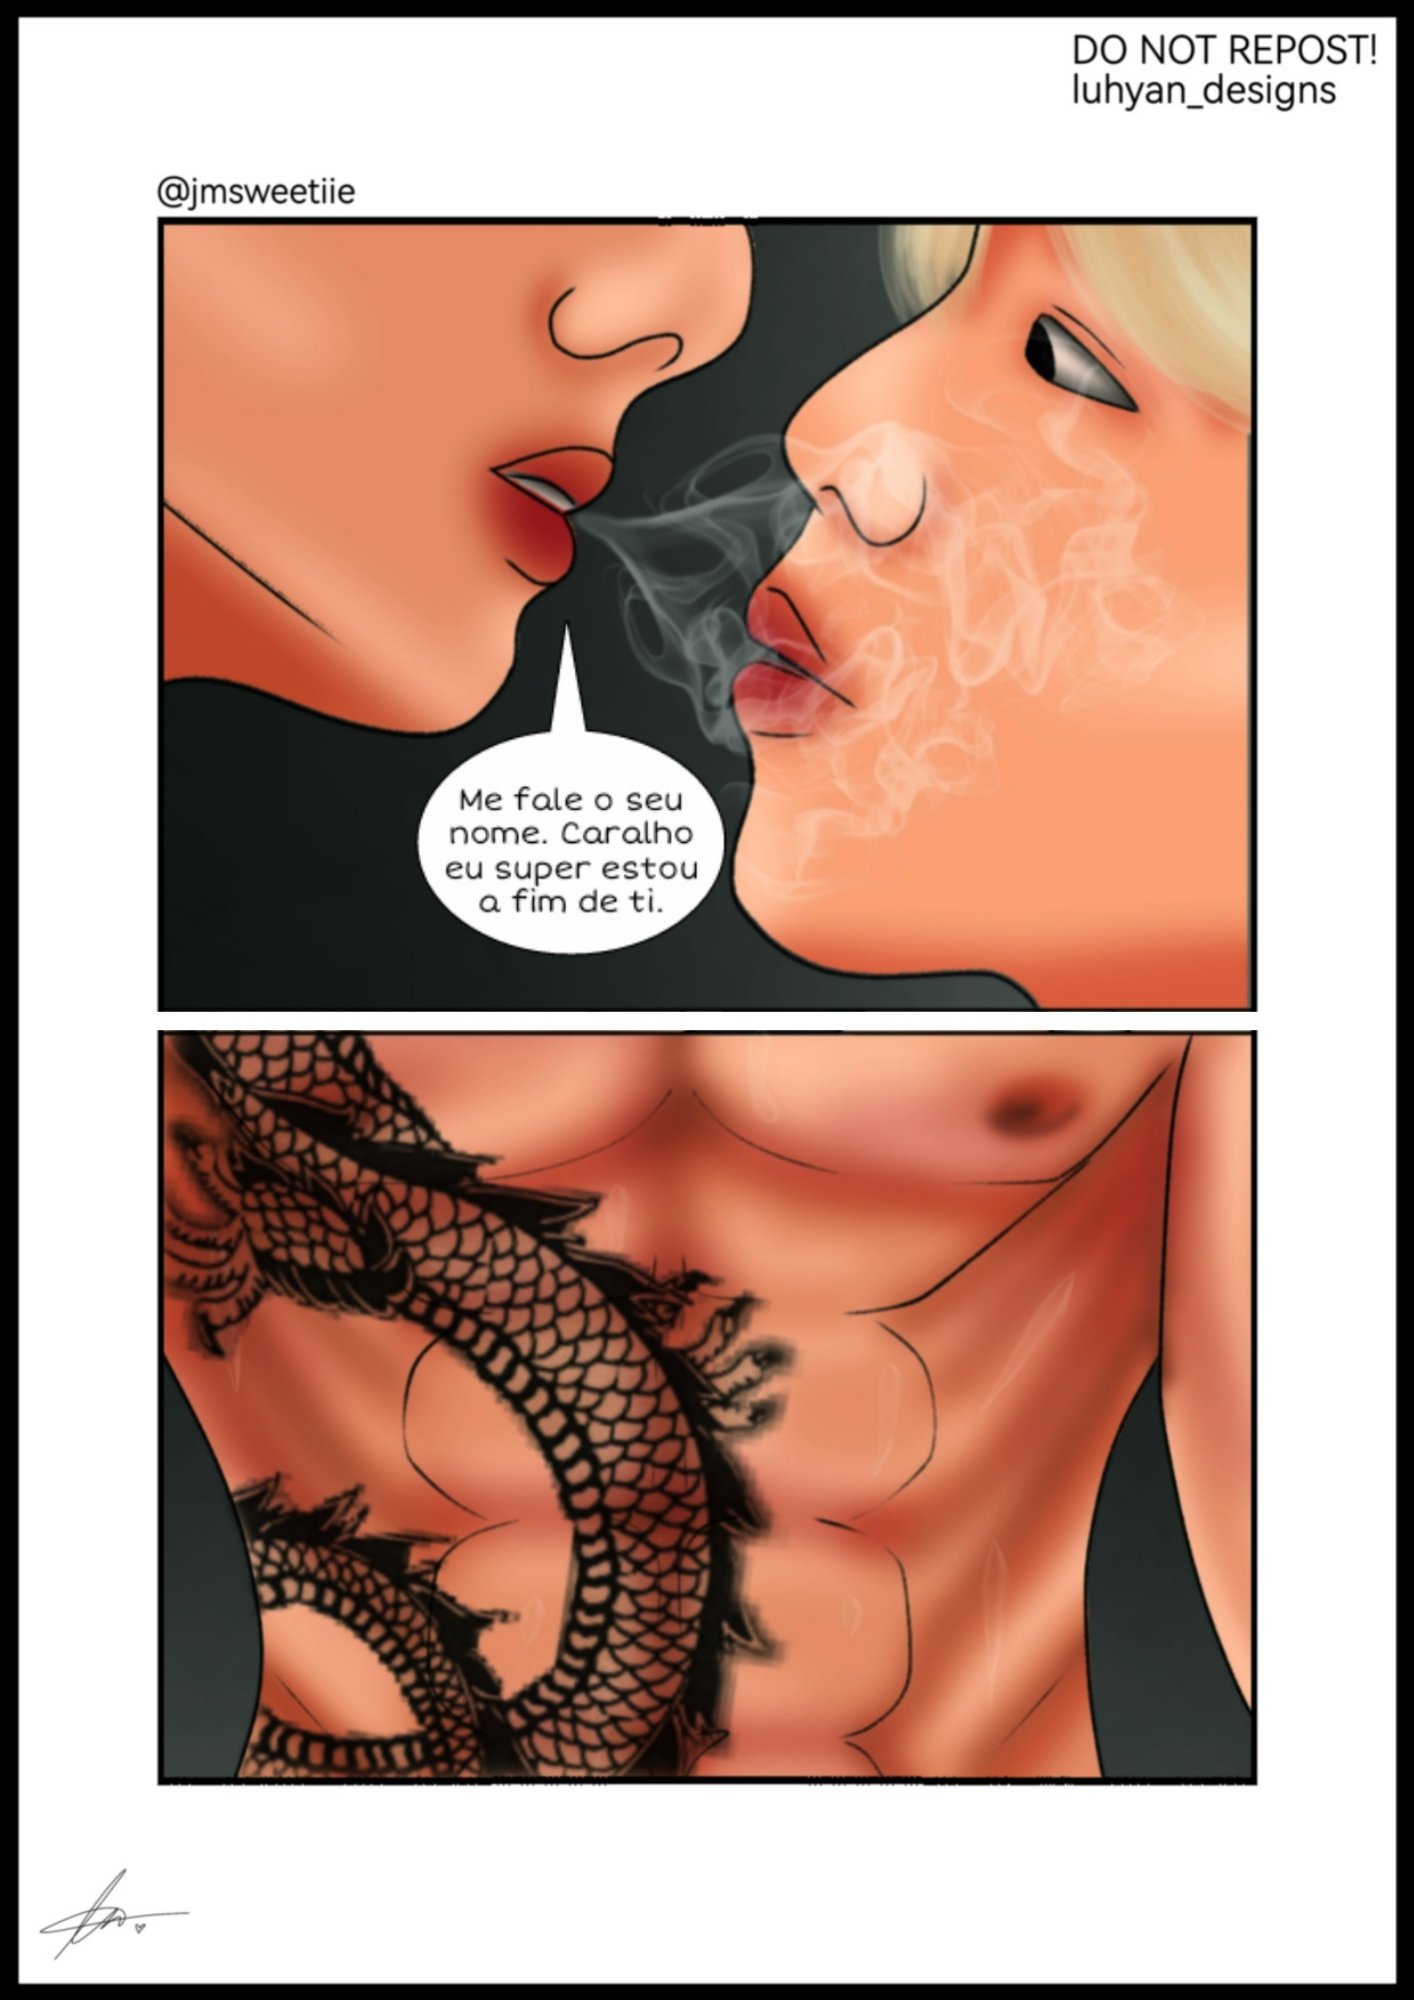 DO NOT REPOST!
luhyan_designs
@jmsweetiie
Me fale o seu
nome. Caralho
eu super estou
a fim de ti.